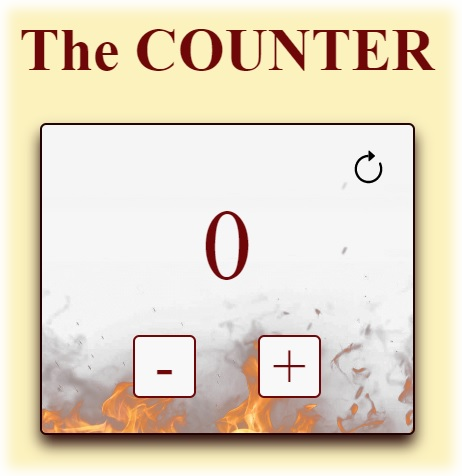 The COUNTER
0
- +